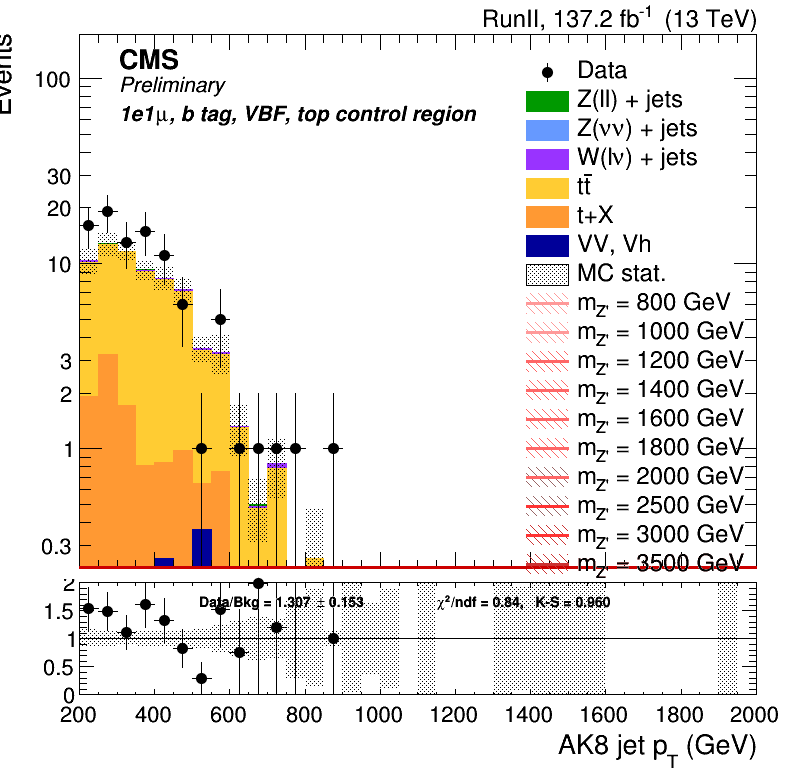 RunII, 137.2 fb⁻¹ (13 TeV)
Events
CMS
Preliminary
1e1μ, b tag, VBF, top control region
Data
Z(ll) + jets
Z(νν) + jets
W(lν) + jets
tt̄
t+X
VV, Vh
MC stat.
m_Z' = 800 GeV
m_Z' = 1000 GeV
m_Z' = 1200 GeV
m_Z' = 1400 GeV
m_Z' = 1600 GeV
m_Z' = 1800 GeV
m_Z' = 2000 GeV
m_Z' = 2500 GeV
m_Z' = 3000 GeV
m_Z' = 3500 GeV
100
30
20
10
3
2
1
0.3
2
1.5
1
0.5
0
Data/Bkg = 1.307 ± 0.153
χ²/ndf = 0.84, K-S = 0.960
200 400 600 800 1000 1200 1400 1600 1800 2000
AK8 jet p_T (GeV)